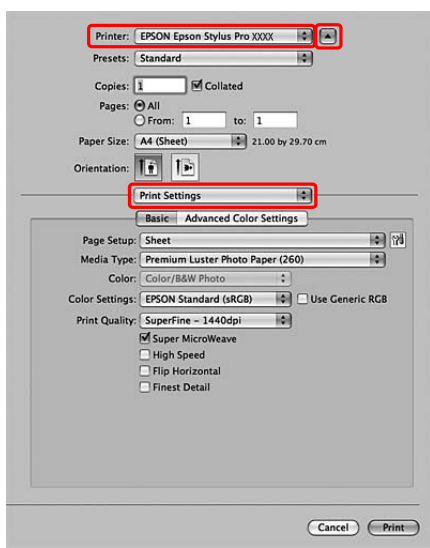 Printer: EPSON Epson Stylus Pro XXXX
Presets: Standard
Copies: 1 Collated
Pages: All
From: 1 to: 1
Paper Size: A4 (Sheet) 21.00 by 29.70 cm
Orientation:
Print Settings
Basic Advanced Color Settings
Page Setup: Sheet
Media Type: Premium Luster Photo Paper (260)
Color: Color/B&W Photo
Color Settings: EPSON Standard (sRGB) Use Generic RGB
Print Quality: SuperFine – 1440dpi
Super MicroWeave
High Speed
Flip Horizontal
Finest Detail
Cancel Print